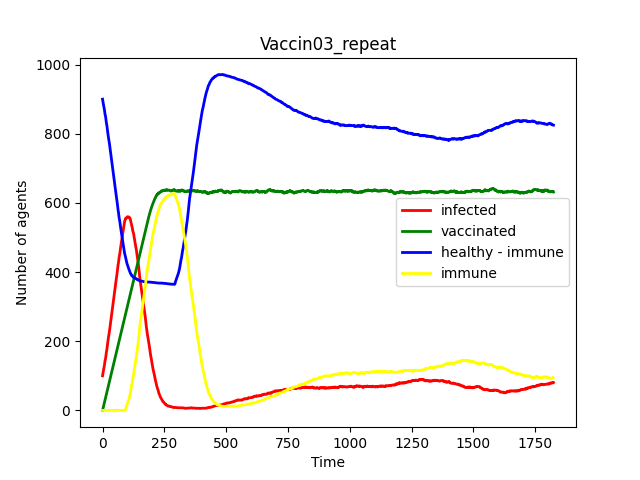 Vaccin03_repeat
Number of agents
1000
800
600
400
200
0
infected
vaccinated
healthy - immune
immune
0 250 500 750 1000 1250 1500 1750
Time